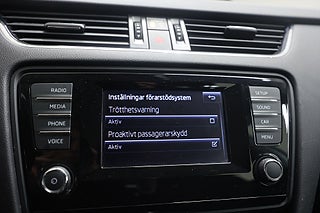 RADIO
MEDIA
PHONE
VOICE
Inställningar förarstödsystem
Trötthetsvarning
Aktiv
Proaktivt passagerarskydd
Aktiv
SETUP
SOUND
CAR
MENU